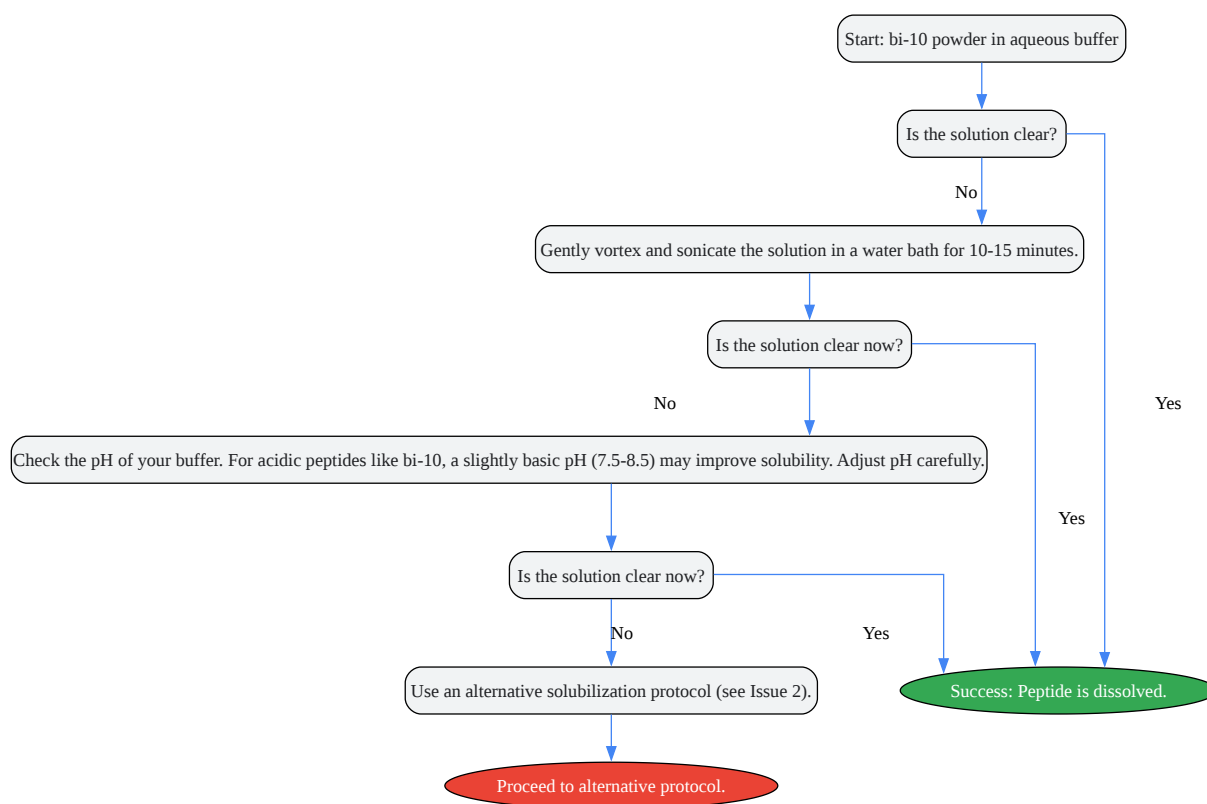 Start: bi-10 powder in aqueous buffer
Is the solution clear?
No
Gently vortex and sonicate the solution in a water bath for 10-15 minutes.
Is the solution clear now?
No
Yes
Check the pH of your buffer. For acidic peptides like bi-10, a slightly basic pH (7.5-8.5) may improve solubility. Adjust pH carefully.
Yes
Is the solution clear now?
No
Yes
Use an alternative solubilization protocol (see Issue 2).
Success: Peptide is dissolved.
Proceed to alternative protocol.